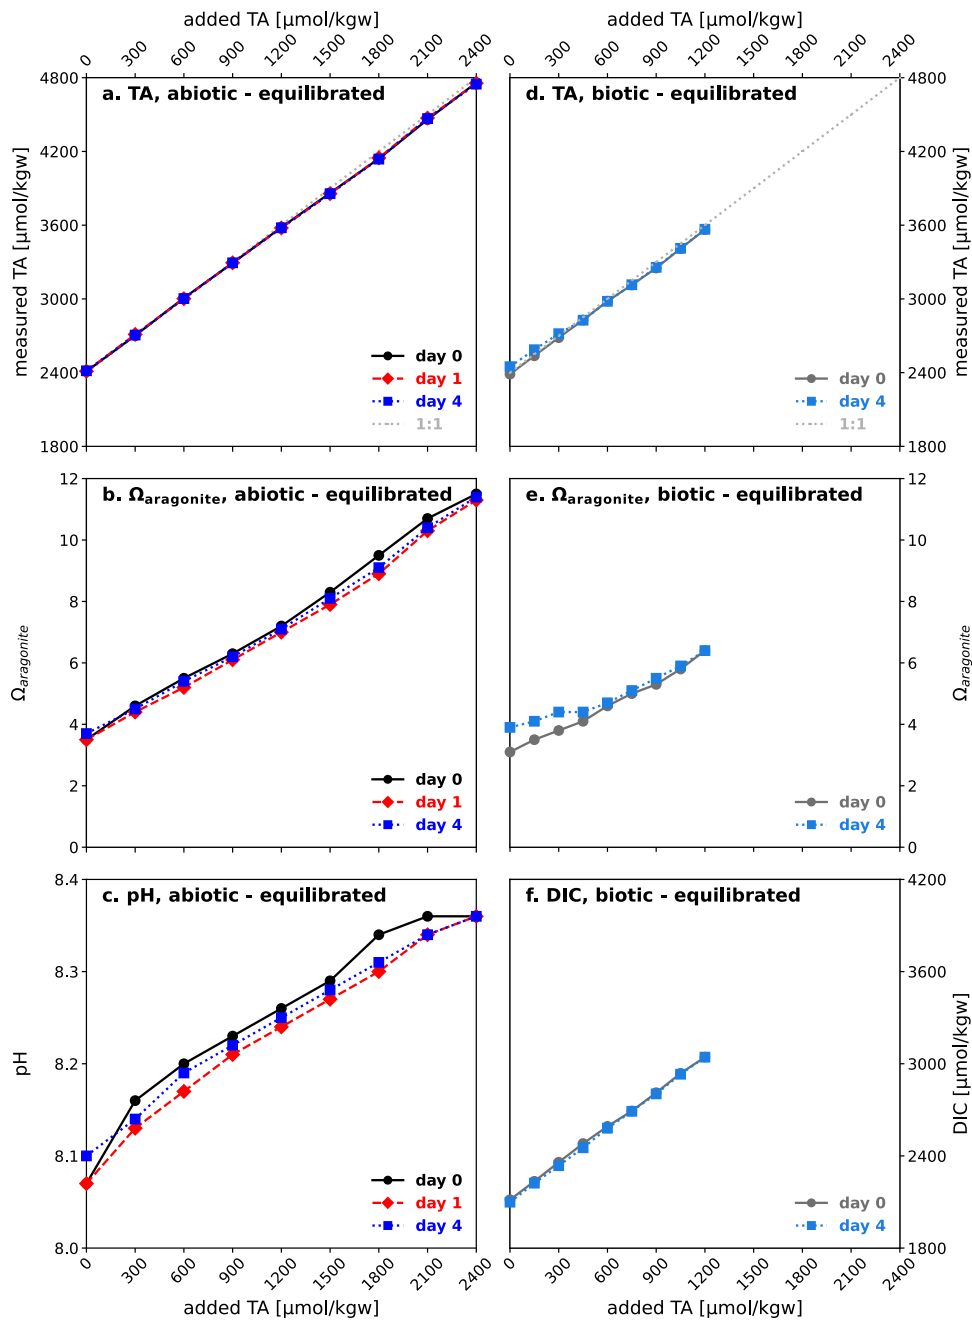 added TA [µmol/kgw]
added TA [µmol/kgw]
0 300 600 900 1200 1500 1800 2100 2400
0 300 600 900 1200 1500 1800 2100 2400
a. TA, abiotic - equilibrated
measured TA [µmol/kgw]
4800
4200
3600
3000
2400
1800
day 0
day 1
day 4
1:1
d. TA, biotic - equilibrated
day 0
day 4
1:1
4800
4200
3600
3000
2400
1800
measured TA [µmol/kgw]
b. Ωaragonite, abiotic - equilibrated
Ωaragonite
12
10
8
6
4
2
0
day 0
day 1
day 4
e. Ωaragonite, biotic - equilibrated
day 0
day 4
12
10
8
6
4
2
0
Ωaragonite
c. pH, abiotic - equilibrated
pH
8.4
8.3
8.2
8.1
8.0
day 0
day 1
day 4
f. DIC, biotic - equilibrated
day 0
day 4
4200
3600
3000
2400
1800
DIC [µmol/kgw]
0 300 600 900 1200 1500 1800 2100 2400
0 300 600 900 1200 1500 1800 2100 2400
added TA [µmol/kgw]
added TA [µmol/kgw]